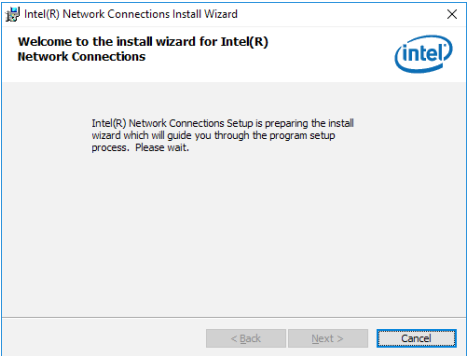 Intel(R) Network Connections Install Wizard
Welcome to the install wizard for Intel(R)
Network Connections
intel
Intel(R) Network Connections Setup is preparing the install
wizard which will guide you through the program setup
process. Please wait.
< Back
Next >
Cancel